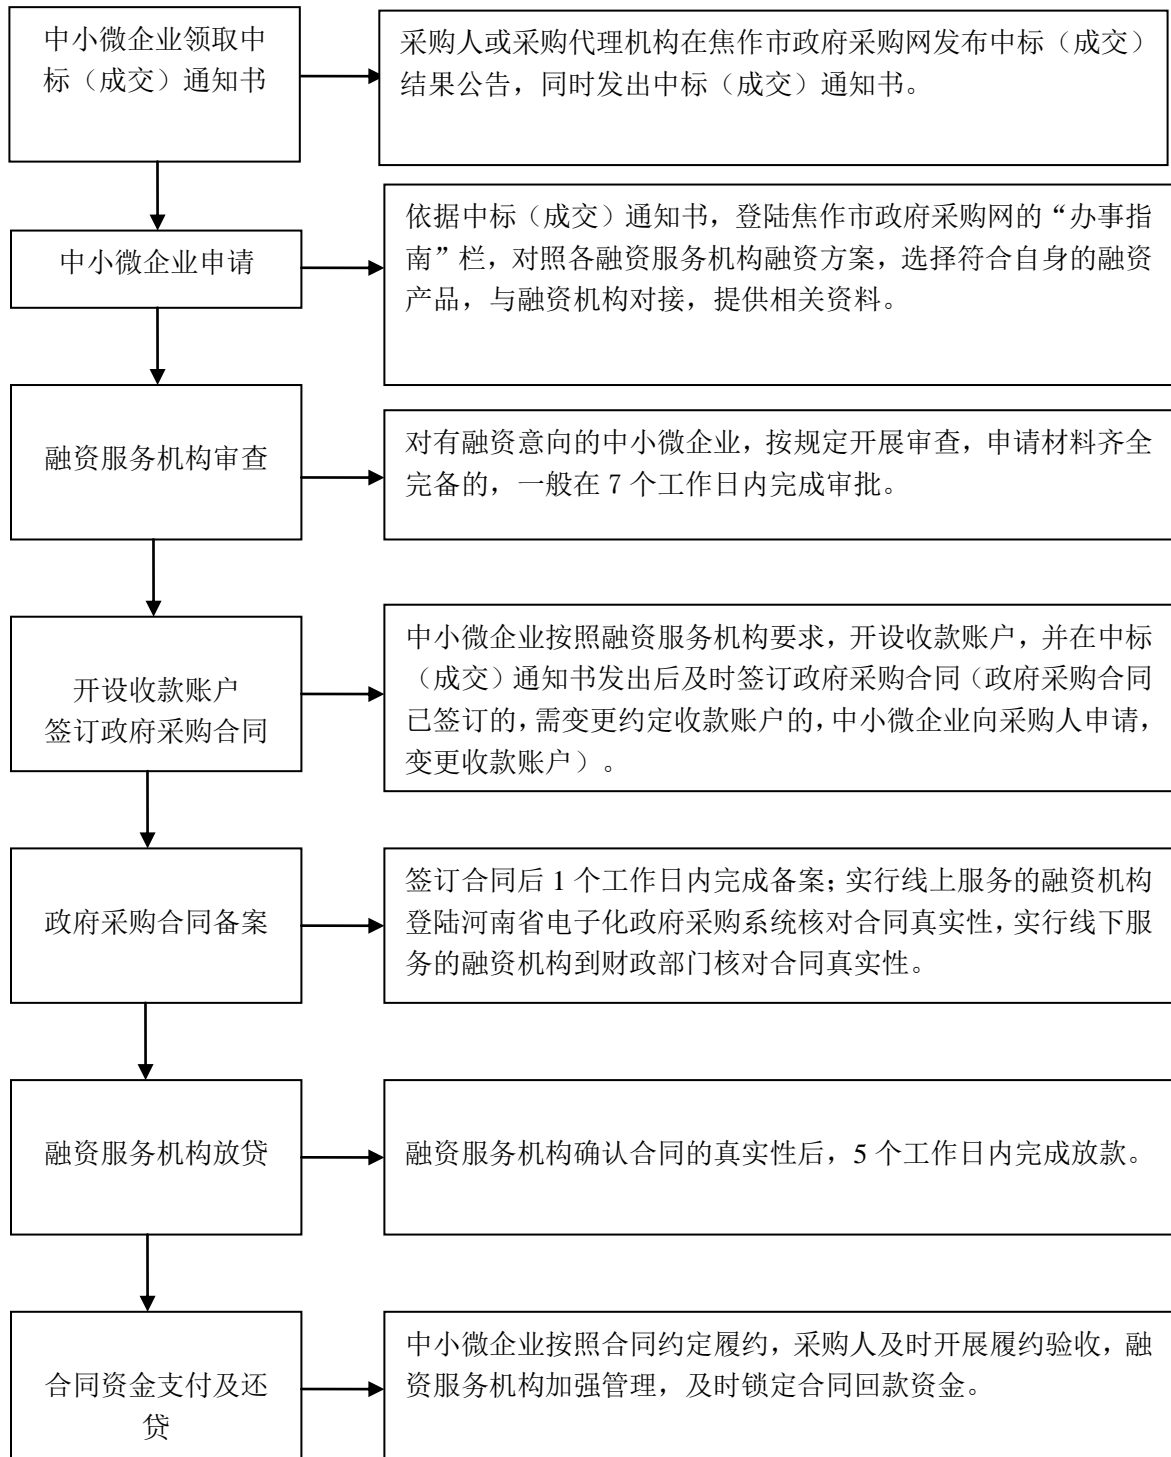 中小微企业领取中
标（成交）通知书
采购人或采购代理机构在焦作市政府采购网发布中标（成交）
结果公告，同时发出中标（成交）通知书。
中小微企业申请
依据中标（成交）通知书，登陆焦作市政府采购网的“办事指
南”栏，对照各融资服务机构融资方案，选择符合自身的融资
产品，与融资机构对接，提供相关资料。
融资服务机构审查
对有融资意向的中小微企业，按规定开展审查，申请材料齐全
完备的，一般在 7 个工作日内完成审批。
开设收款账户
签订政府采购合同
中小微企业按照融资服务机构要求，开设收款账户，并在中标
（成交）通知书发出后及时签订政府采购合同（政府采购合同
已签订的，需变更约定收款账户的，中小微企业向采购人申请，
变更收款账户）。
政府采购合同备案
签订合同后 1 个工作日内完成备案；实行线上服务的融资机构
登陆河南省电子化政府采购系统核对合同真实性，实行线下服
务的融资机构到财政部门核对合同真实性。
融资服务机构放贷
融资服务机构确认合同的真实性后，5 个工作日内完成放款。
合同资金支付及还
贷
中小微企业按照合同约定履约，采购人及时开展履约验收，融
资服务机构加强管理，及时锁定合同回款资金。